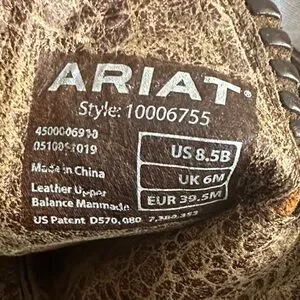 ARIAT
Style: 10006755
4500006910
US 8.5B
UK 6M
EUR 39.5M
Made in China
Leather Upper
Balance Manmade
US Patent D570,080